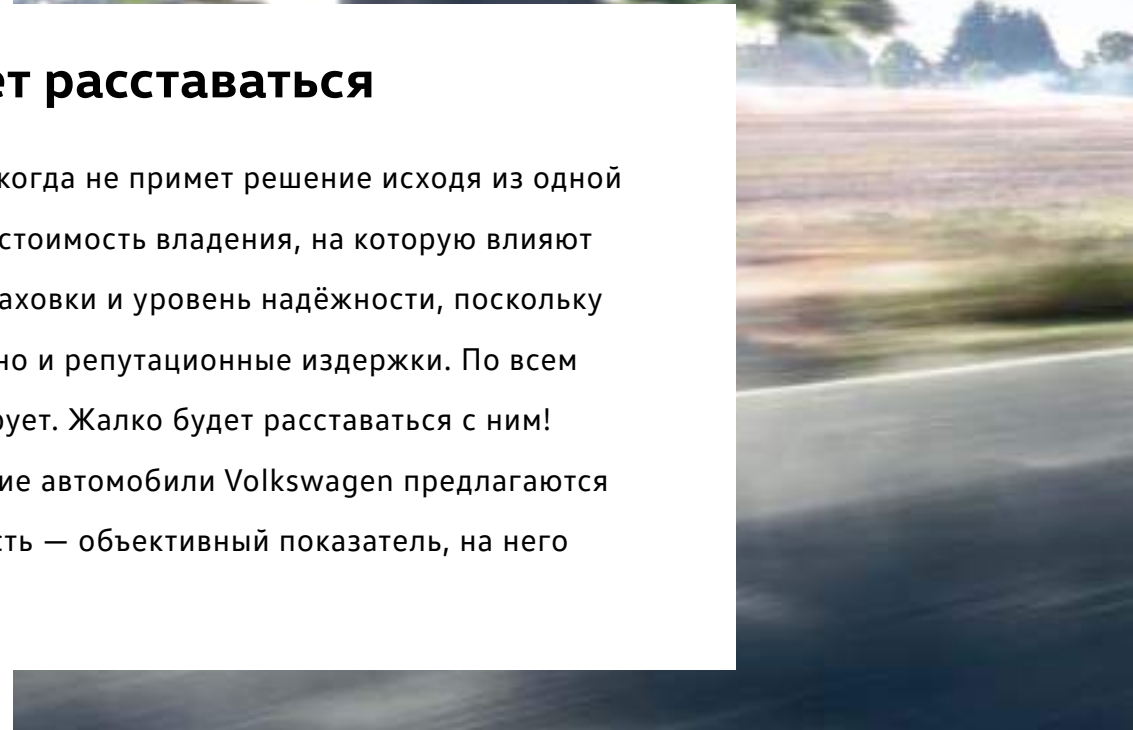 ет расставаться
когда не примет решение исходя из одной
стоимость владения, на которую влияют
аховки и уровень надёжности, поскольку
но и репутационные издержки. По всем
рует. Жалко будет расставаться с ним!
ие автомобили Volkswagen предлагаются
сть — объективный показатель, на него